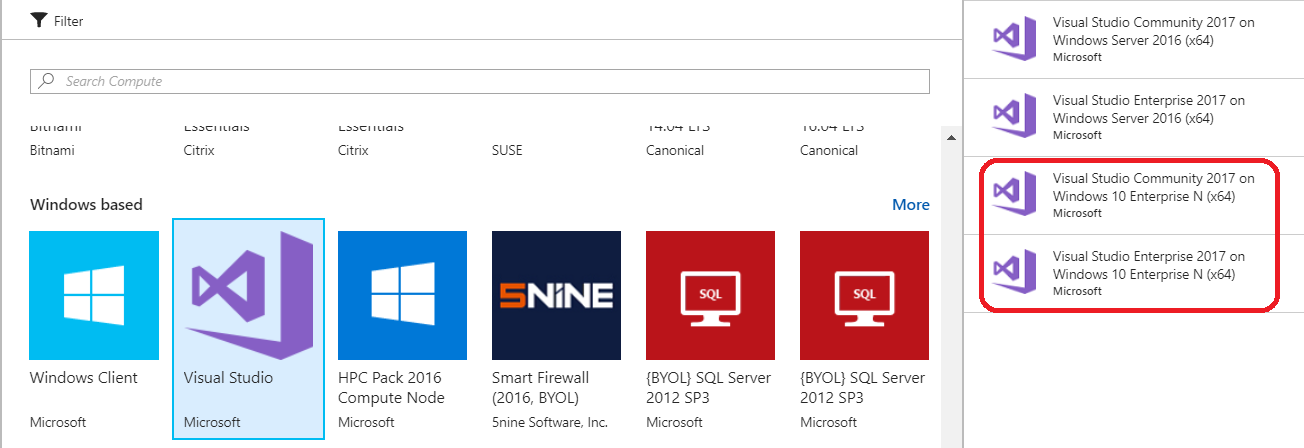 Filter
Search Compute
Bitnami
Essentials
Essentials
14.04 LTS
16.04 LTS
Bitnami
Citrix
Citrix
SUSE
Canonical
Canonical
Windows based
More
5NINE
SQL
SQL
Windows Client
Microsoft
Visual Studio
Microsoft
HPC Pack 2016
Compute Node
Microsoft
Smart Firewall
(2016, BYOL)
5nine Software, Inc.
{BYOL} SQL Server
2012 SP3
Microsoft
{BYOL} SQL Server
2012 SP3
Microsoft
Visual Studio Community 2017 on
Windows Server 2016 (x64)
Microsoft
Visual Studio Enterprise 2017 on
Windows Server 2016 (x64)
Microsoft
Visual Studio Community 2017 on
Windows 10 Enterprise N (x64)
Microsoft
Visual Studio Enterprise 2017 on
Windows 10 Enterprise N (x64)
Microsoft